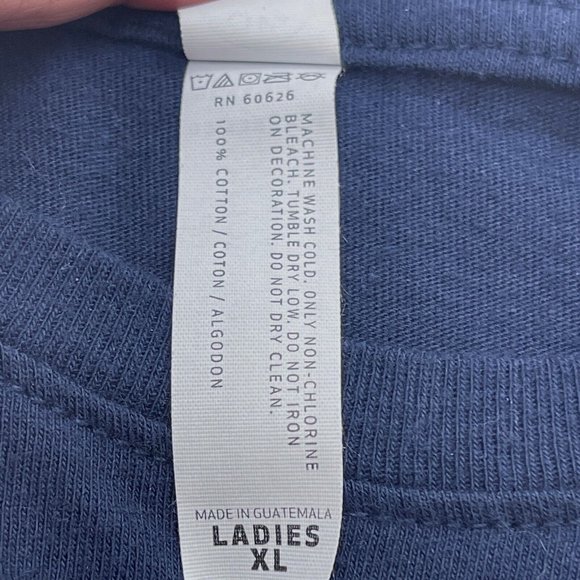 RN 60626
MACHINE WASH COLD. ONLY NON-CHLORINE
BLEACH. TUMBLE DRY LOW. DO NOT IRON
ON DECORATION. DO NOT DRY CLEAN.
100% COTTON / COTON / ALGODON
MADE IN GUATEMALA
LADIES
XL